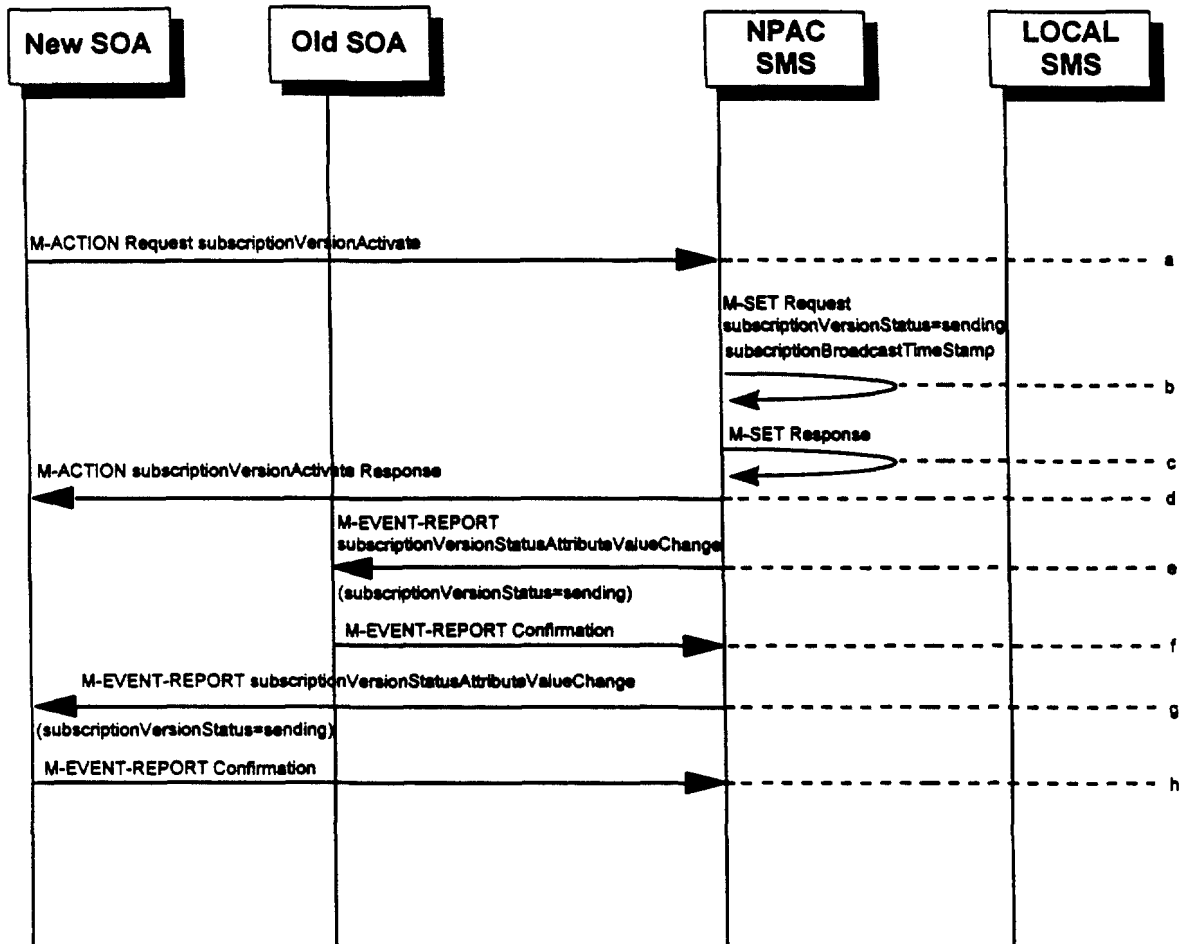 New SOA
Old SOA
NPAC
SMS
LOCAL
SMS
M-ACTION Request subscriptionVersionActivate
a
M-SET Request
subscriptionVersionStatus=sending
subscriptionBroadcastTimeStamp
b
M-SET Response
c
M-ACTION subscriptionVersionActivate Response
d
M-EVENT-REPORT
subscriptionVersionStatusAttributeValueChange
e
(subscriptionVersionStatus=sending)
M-EVENT-REPORT Confirmation
f
M-EVENT-REPORT subscriptionVersionStatusAttributeValueChange
g
(subscriptionVersionStatus=sending)
M-EVENT-REPORT Confirmation
h